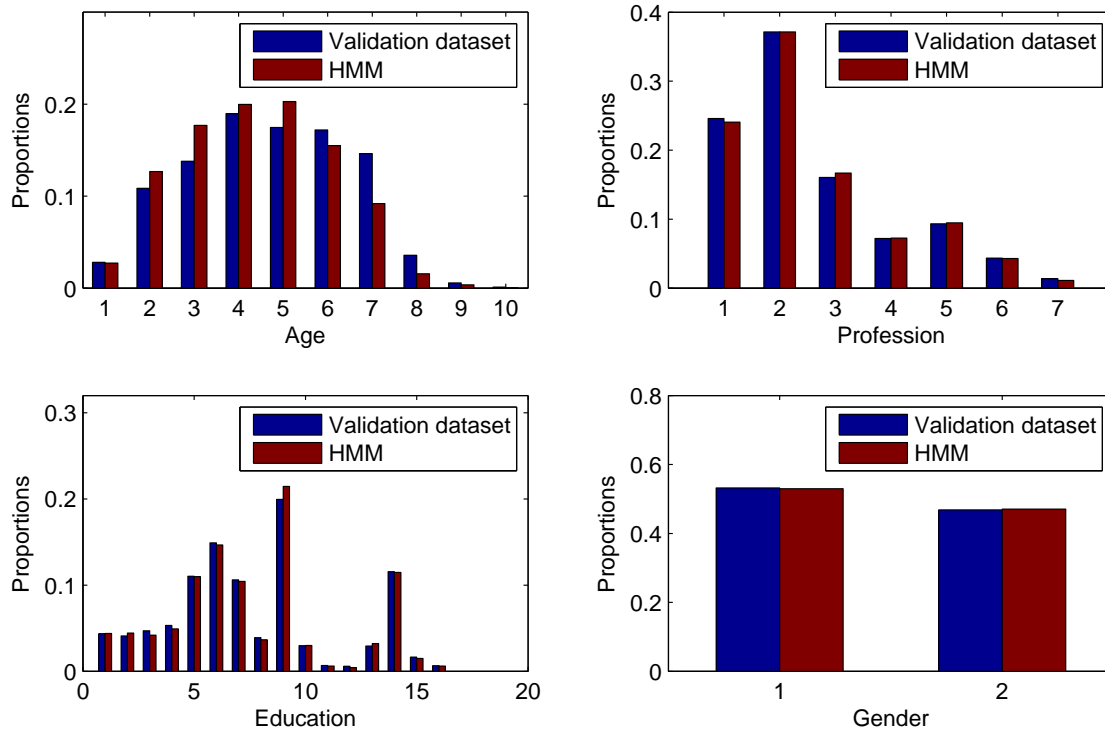 Validation dataset
HMM
Proportions
0.2
0.1
0
1 2 3 4 5 6 7 8 9 10
Age
Validation dataset
HMM
Proportions
0.4
0.3
0.2
0.1
0
1 2 3 4 5 6 7
Profession
Validation dataset
HMM
Proportions
0.3
0.2
0.1
0
0 5 10 15 20
Education
Validation dataset
HMM
Proportions
0.8
0.6
0.4
0.2
0
1 2
Gender